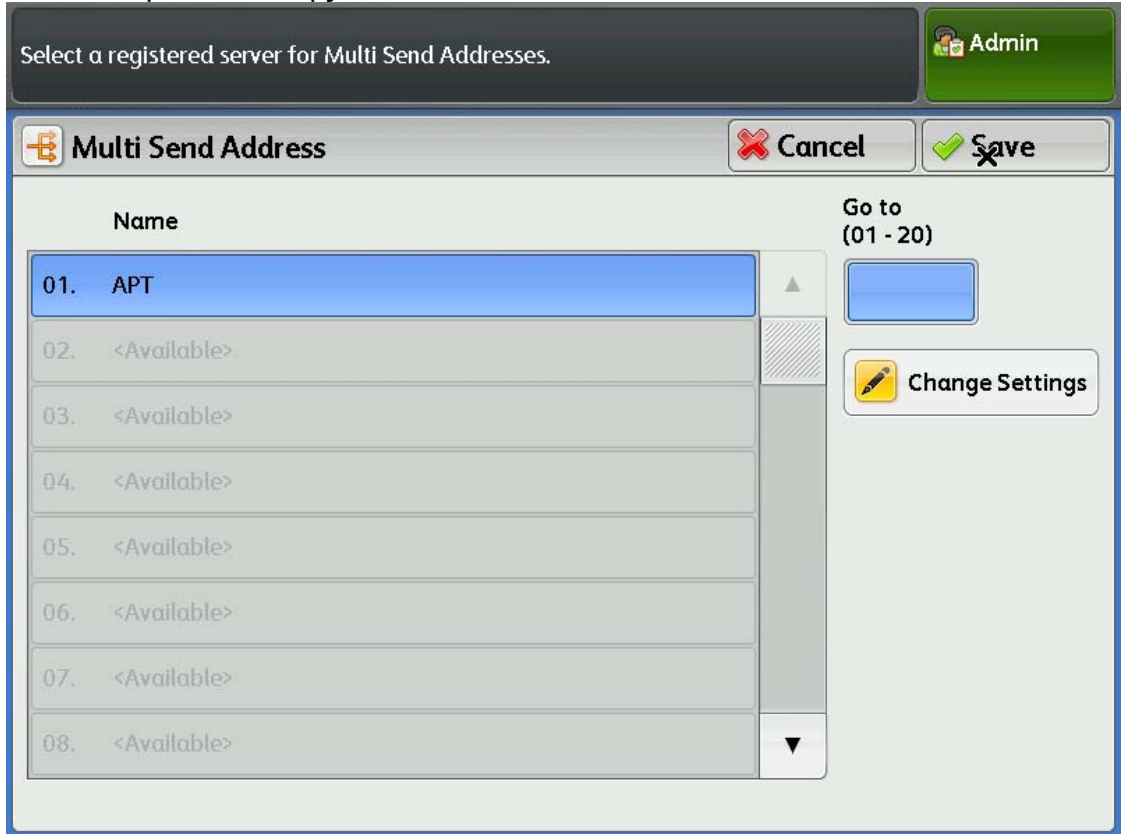 Select a registered server for Multi Send Addresses.
Admin
Multi Send Address
Cancel
Save
Name
Go to
(01 - 20)
01. APT
02. <Available>
Change Settings
03. <Available>
04. <Available>
05. <Available>
06. <Available>
07. <Available>
08. <Available>